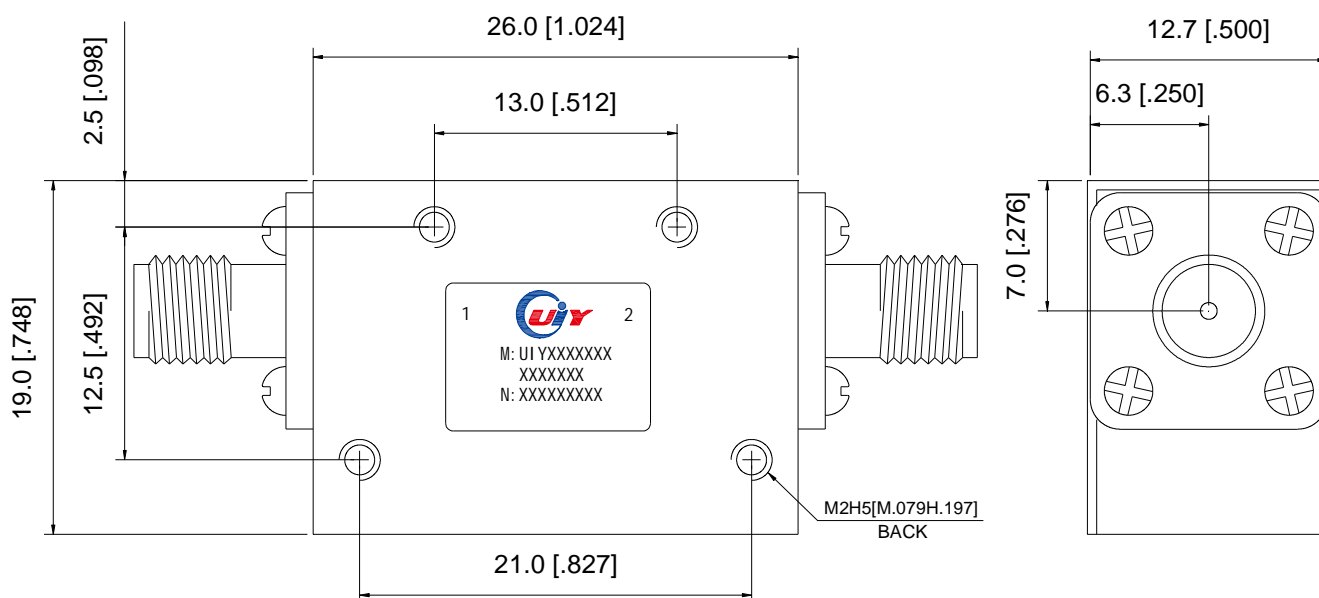 26.0 [1.024]
13.0 [.512]
2.5 [.098]
12.5 [.492]
19.0 [.748]
1
UiY
2
M: UIYXXXXXXX
XXXXXXX
N: XXXXXXXXX
M2H5[M.079H.197]
BACK
21.0 [.827]
12.7 [.500]
6.3 [.250]
7.0 [.276]